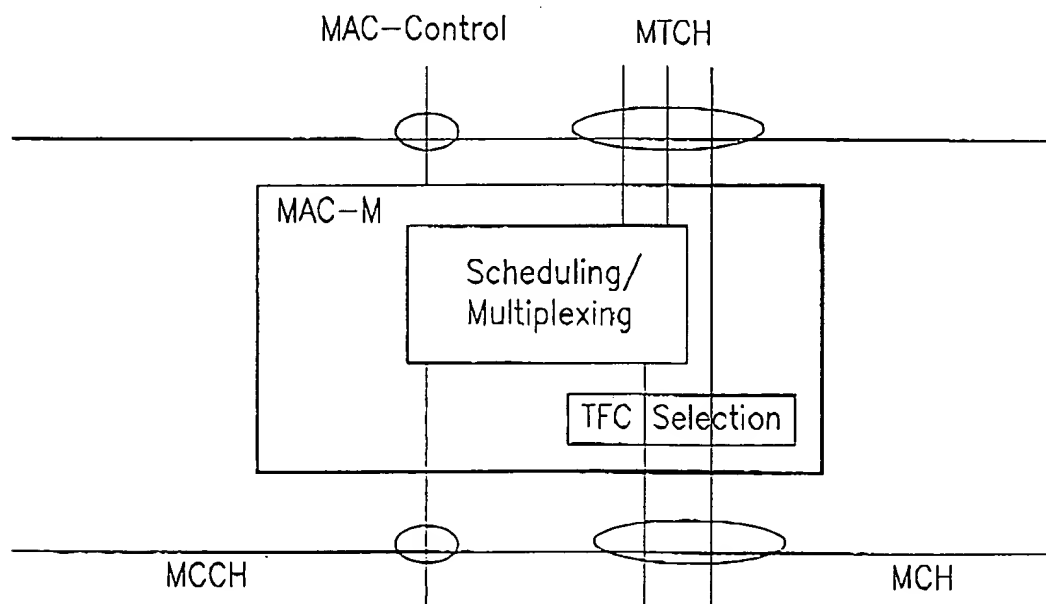 MAC-Control
MTCH
MAC-M
Scheduling/
Multiplexing
TFC Selection
MCCH
MCH